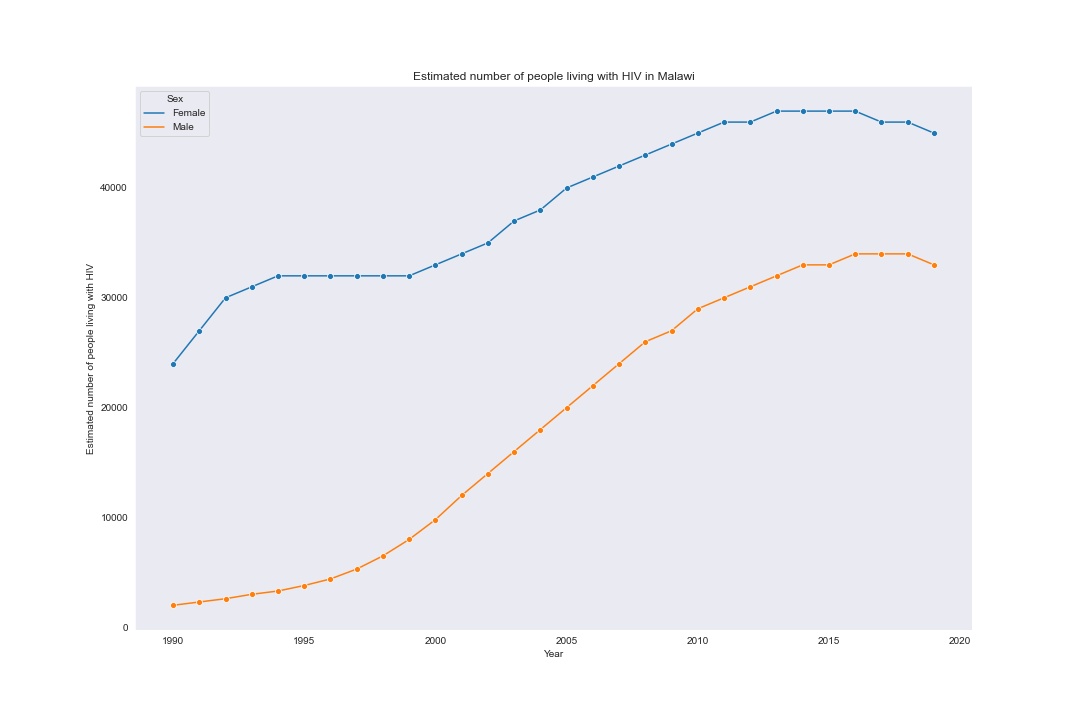 Estimated number of people living with HIV in Malawi
Sex
Female
Male
Estimated number of people living with HIV
40000
30000
20000
10000
0
1990 1995 2000 2005 2010 2015 2020
Year